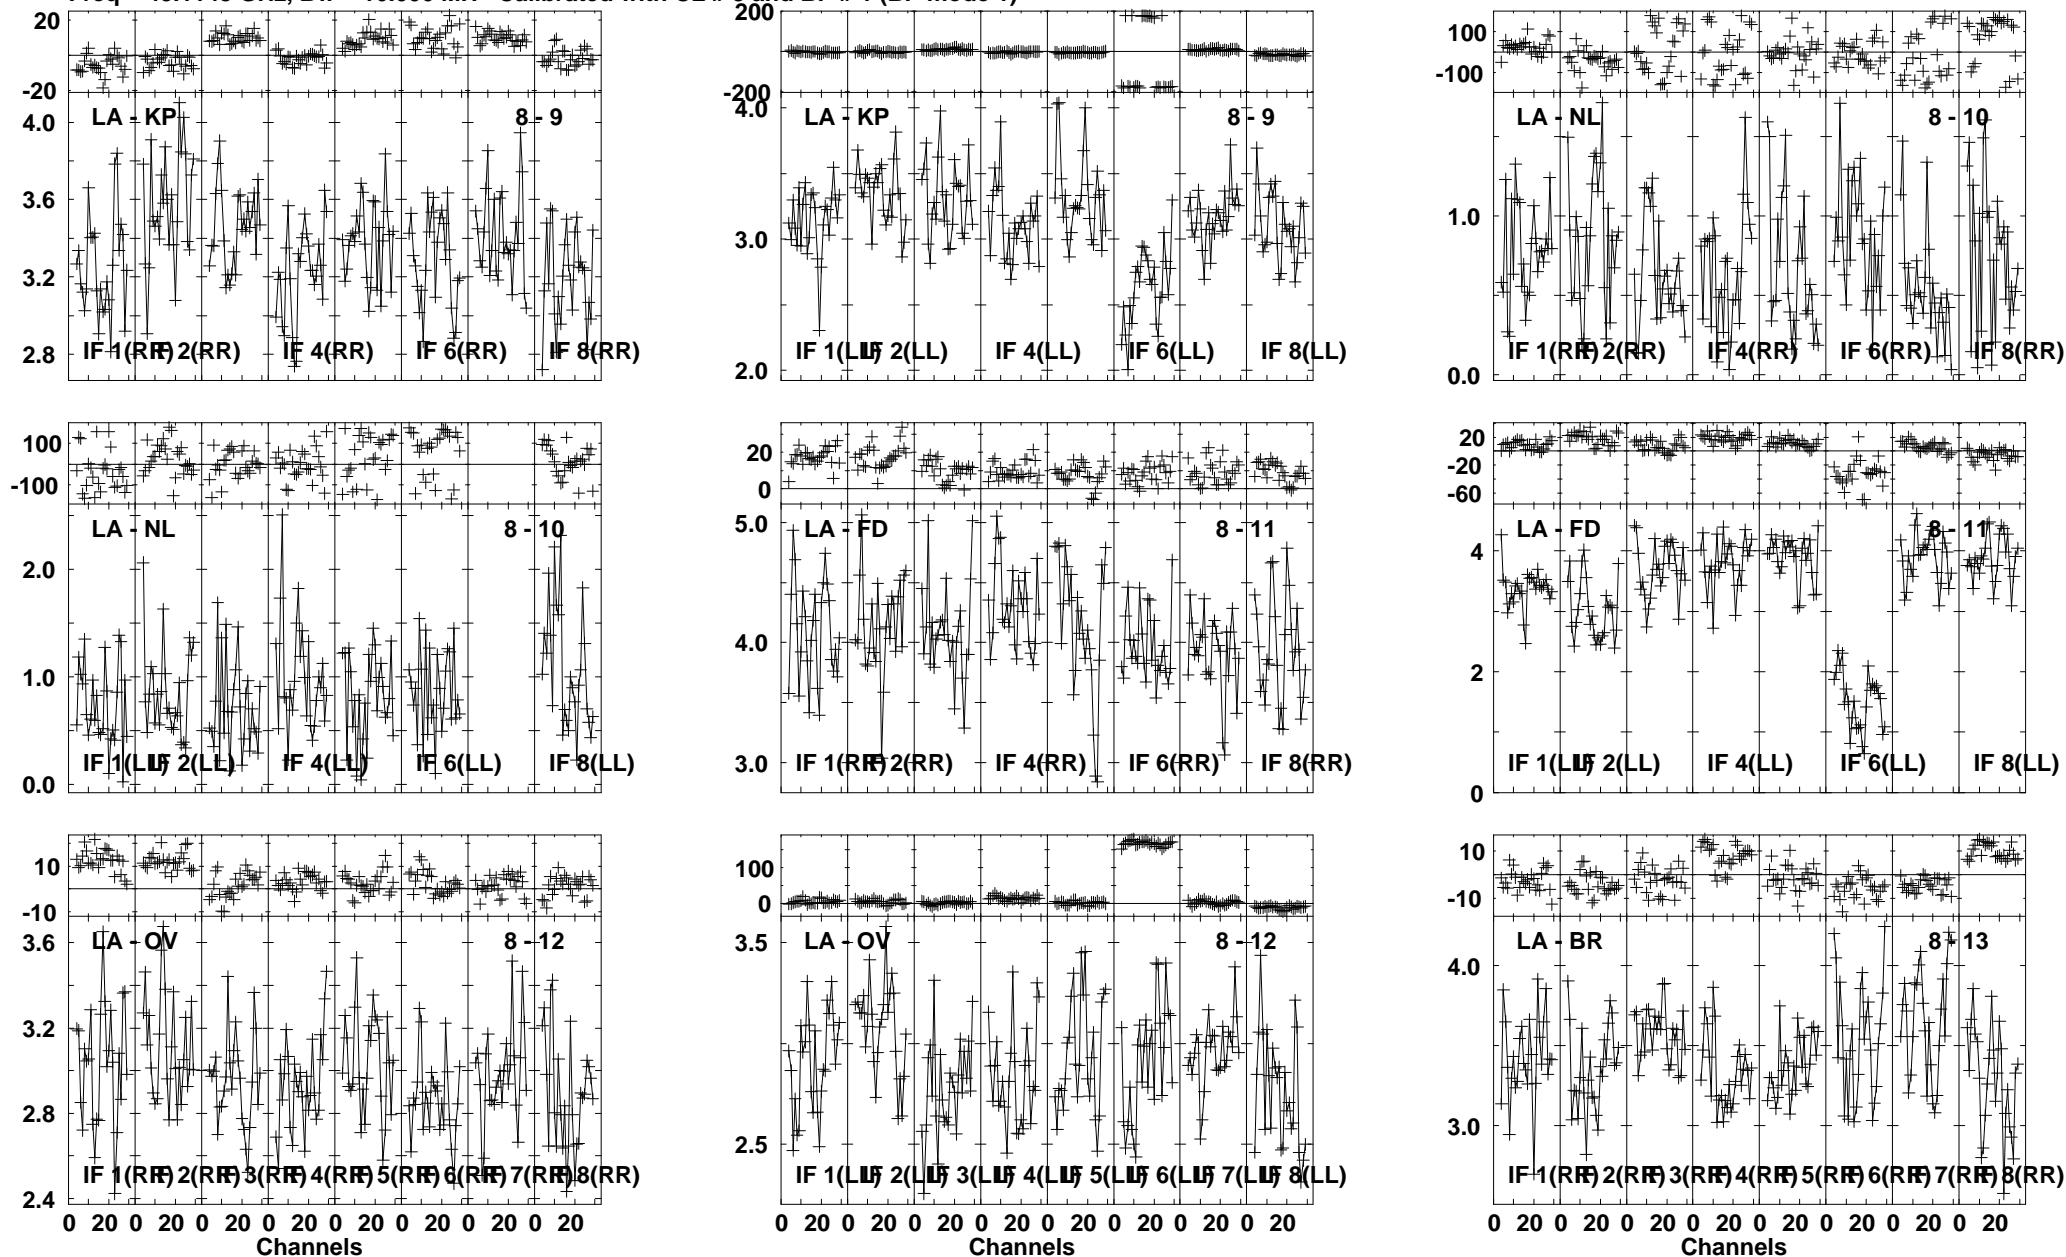 20
-20
LA - KP 8 - 9
4.0
3.6
3.2
2.8
IF 1(RR) IF 2(RR) IF 4(RR) IF 6(RR) IF 8(RR)
200
-200
LA - KP 8 - 9
4.0
3.0
2.0
IF 1(LL) IF 2(LL) IF 4(LL) IF 6(LL) IF 8(LL)
100
-100
LA - NL 8 - 10
1.0
0.0
IF 1(RR) IF 2(RR) IF 4(RR) IF 6(RR) IF 8(RR)
100
-100
LA - NL 8 - 10
2.0
1.0
0.0
IF 1(LL) IF 2(LL) IF 4(LL) IF 6(LL) IF 8(LL)
20
0
LA - FD 8 - 11
5.0
4.0
3.0
IF 1(RR) IF 2(RR) IF 4(RR) IF 6(RR) IF 8(RR)
20
-20
-60
LA - FD 8 - 11
4
2
0
IF 1(LL) IF 2(LL) IF 4(LL) IF 6(LL) IF 8(LL)
10
-10
LA - OV 8 - 12
3.6
3.2
2.8
2.4
IF 1(RR) IF 2(RR) IF 3(RR) IF 4(RR) IF 5(RR) IF 6(RR) IF 7(RR) IF 8(RR)
0 20 0 20 0 20 0 20 0 20 0 20 0 20 0 20
Channels
100
0
LA - OV 8 - 12
3.5
2.5
IF 1(LL) IF 2(LL) IF 3(LL) IF 4(LL) IF 5(LL) IF 6(LL) IF 7(LL) IF 8(LL)
0 20 0 20 0 20 0 20 0 20 0 20 0 20 0 20
Channels
10
-10
LA - BR 8 - 13
4.0
3.0
IF 1(RR) IF 2(RR) IF 3(RR) IF 4(RR) IF 5(RR) IF 6(RR) IF 7(RR) IF 8(RR)
0 20 0 20 0 20 0 20 0 20 0 20 0 20 0 20
Channels